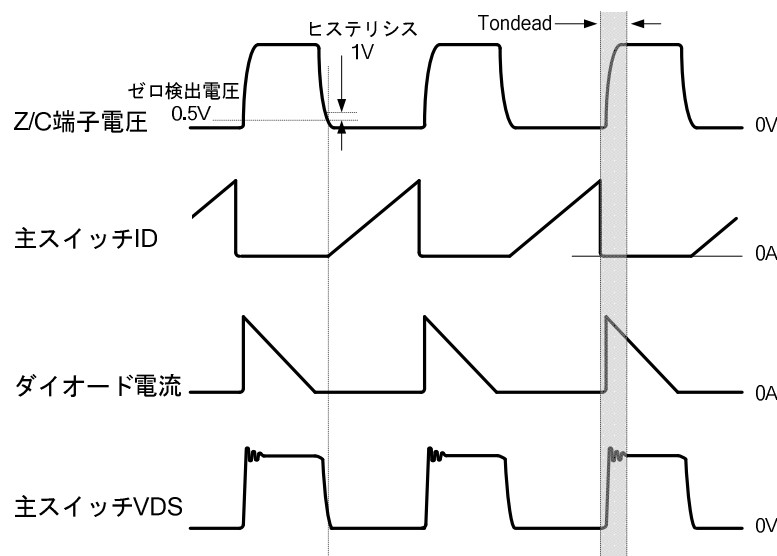 Tondead
ヒステリシス
1V
ゼロ検出電圧
0.5V
Z/C端子電圧
0V
主スイッチID
0A
ダイオード電流
0A
主スイッチVDS
0V